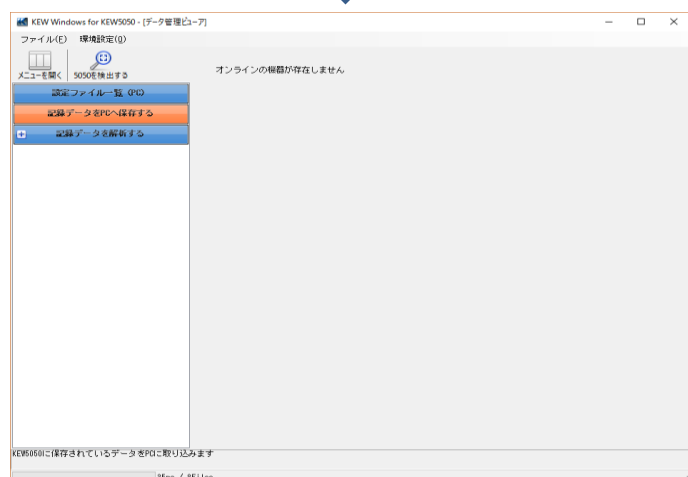 KEW Windows for KEW5050 - [データ管理ビューア]
ファイル(F) 環境設定(Q)
メニューを開く 5050を検出する
オンラインの機器が存在しません
設定ファイル一覧 (PC)
記録データをPCへ保存する
記録データを解析する
KEW5050に保存されているデータをPCに取り込みます